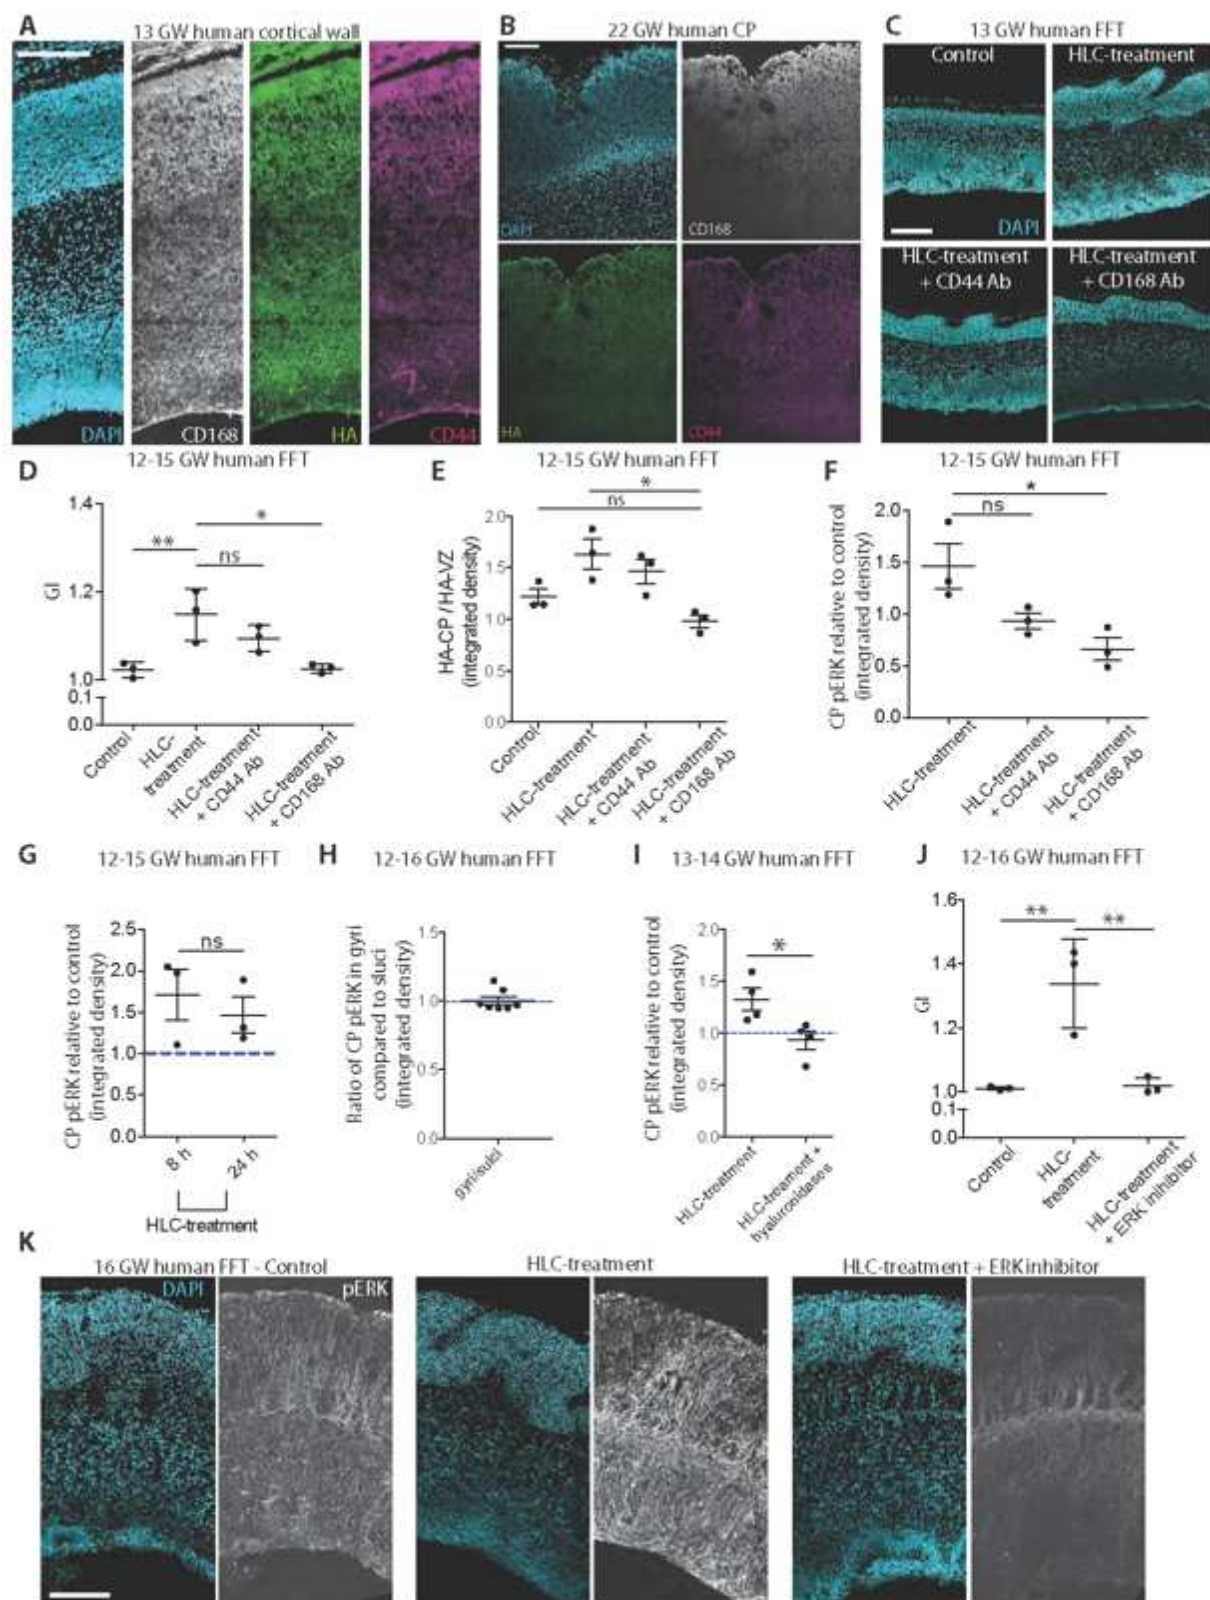 A
13 GW human cortical wall
DAPI
CD168
HA
CD44
B
22 GW human CP
DAPI
CD168
HA
CD44
C
13 GW human FFT
Control
HLC-treatment
DAPI
HLC-treatment
+ CD44 Ab
HLC-treatment
+ CD168 Ab
D
12-15 GW human FFT
GI
1.4
1.2
1.0
0.1
0.0
**
*
ns
Control
HLC-
treatment
HLC-treatment
+ CD44 Ab
HLC-treatment
+ CD168 Ab
E
12-15 GW human FFT
HA-CP / HA-VZ
(integrated density)
2.0
1.5
1.0
0.5
0.0
*
ns
Control
HLC-treatment
HLC-treatment
+ CD44 Ab
HLC-treatment
+ CD168 Ab
F
12-15 GW human FFT
CP pERK relative to control
(integrated density)
2.0
1.5
1.0
0.5
0.0
*
ns
HLC-treatment
HLC-treatment
+ CD44 Ab
HLC-treatment
+ CD168 Ab
G
12-15 GW human FFT
CP pERK relative to control
(integrated density)
2.5
2.0
1.5
1.0
0.5
0.0
ns
8 h
24 h
HLC-treatment
H
12-16 GW human FFT
Ratio of CP pERK in gyri
compared to sluci
(integrated density)
1.5
1.0
0.5
0.0
gyri/sulci
I
13-14 GW human FFT
CP pERK relative to control
(integrated density)
2.0
1.5
1.0
0.5
0.0
*
HLC-treatment
HLC-treament +
hyaluronidases
J
12-16 GW human FFT
GI
1.6
1.4
1.2
1.0
0.1
0.0
**
**
Control
HLC-
treatment
HLC-treatment
+ ERK inhibitor
K
16 GW human FFT - Control
DAPI
pERK
HLC-treatment
HLC-treatment + ERK inhibitor